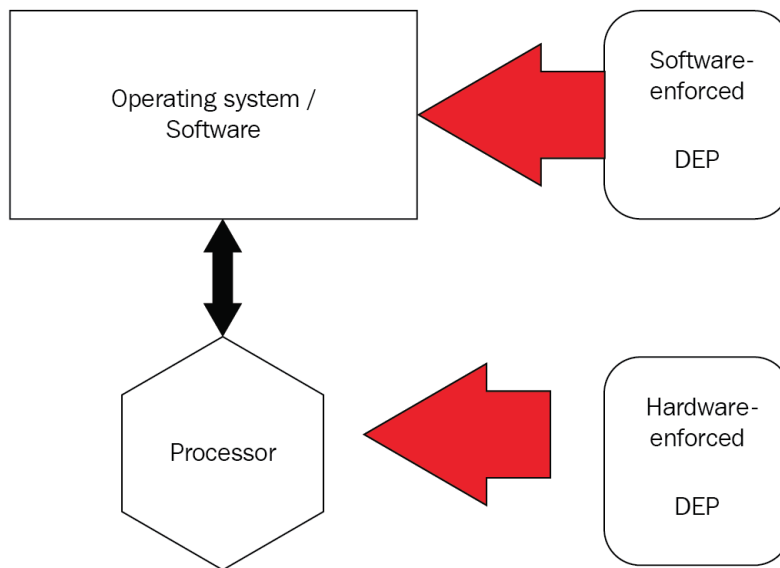 Operating system /
Software
Software-
enforced
DEP
Processor
Hardware-
enforced
DEP